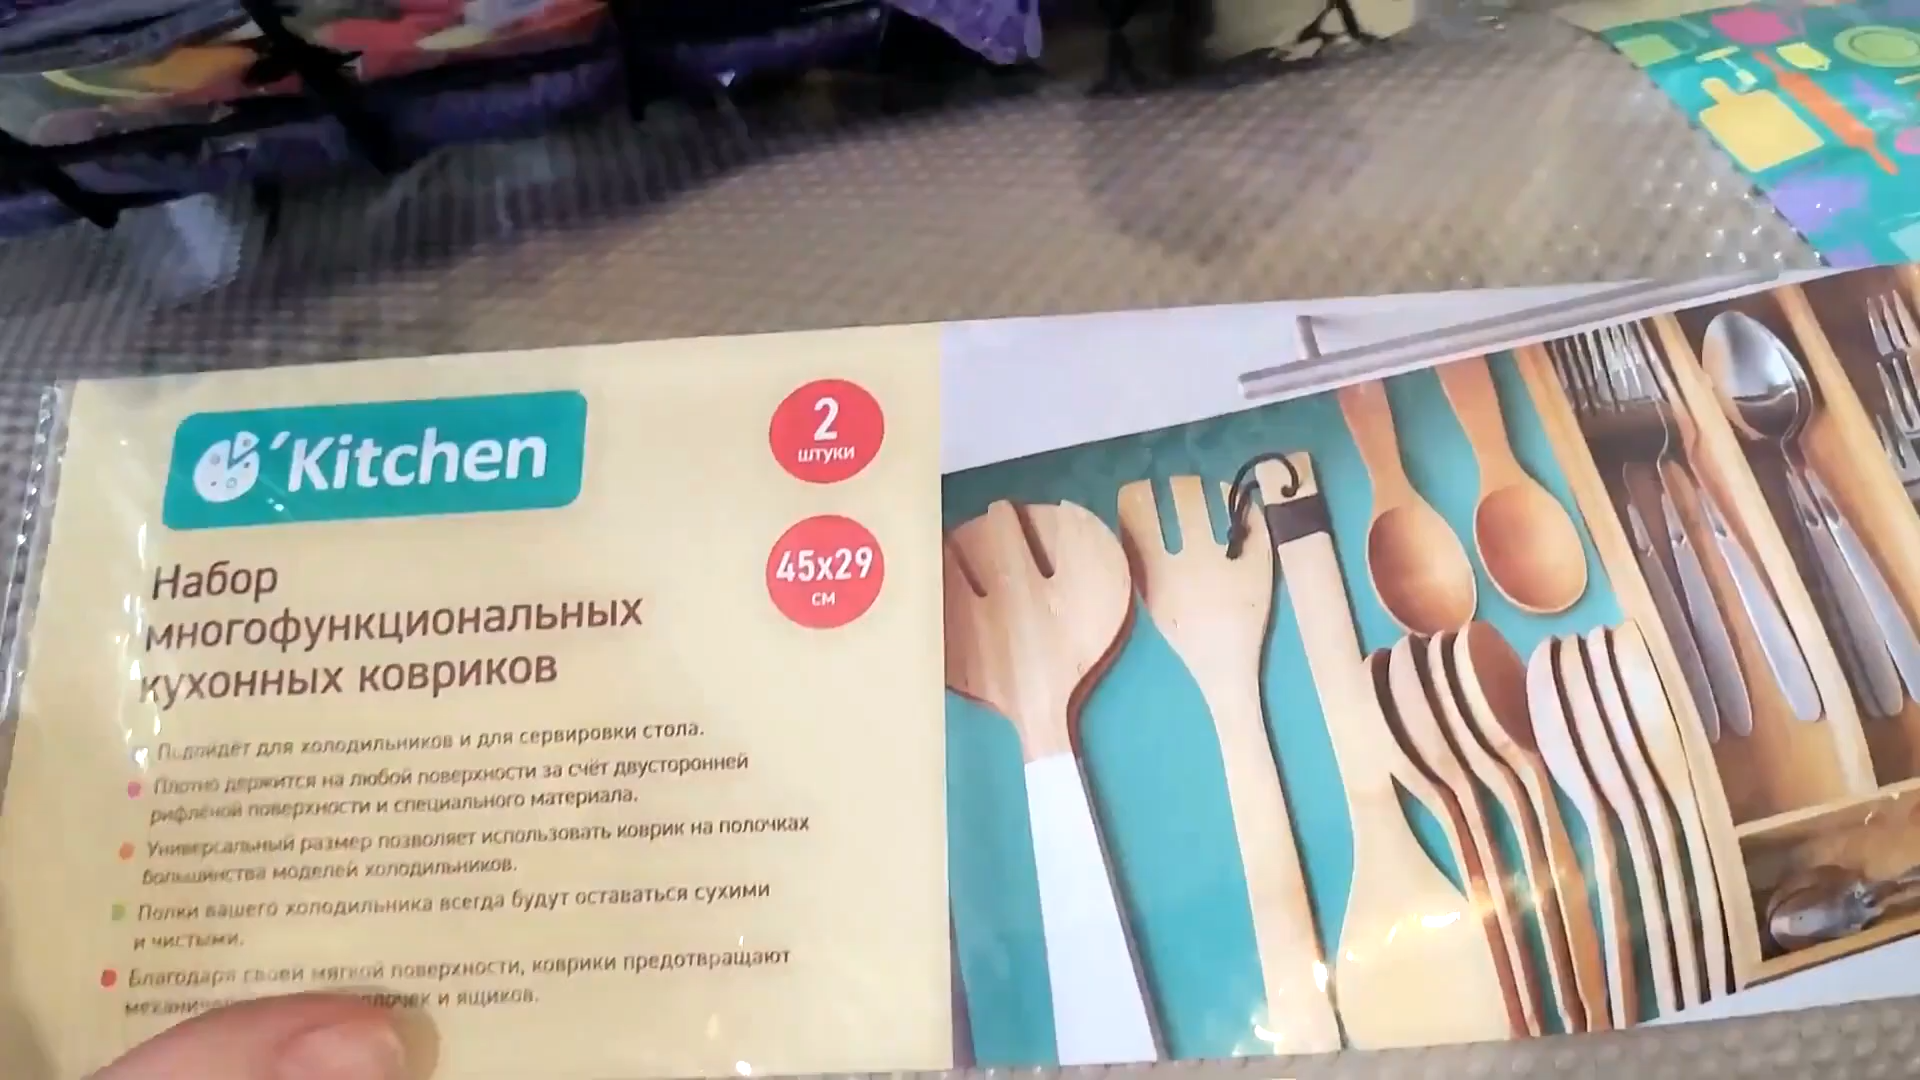 'Kitchen
2
штуки
45х29
см
Набор
многофункциональных
кухонных ковриков
Подойдёт для холодильников и для сервировки стола.
Плотно держится на любой поверхности за счёт двусторонней
рифлёной поверхности и специального материала.
Универсальный размер позволяет использовать коврик на полочках
большинства моделей холодильников.
Полки вашего холодильника всегда будут оставаться сухими
и чистыми.
Благодаря своей мягкой поверхности, коврики предотвращают
и ящиков.